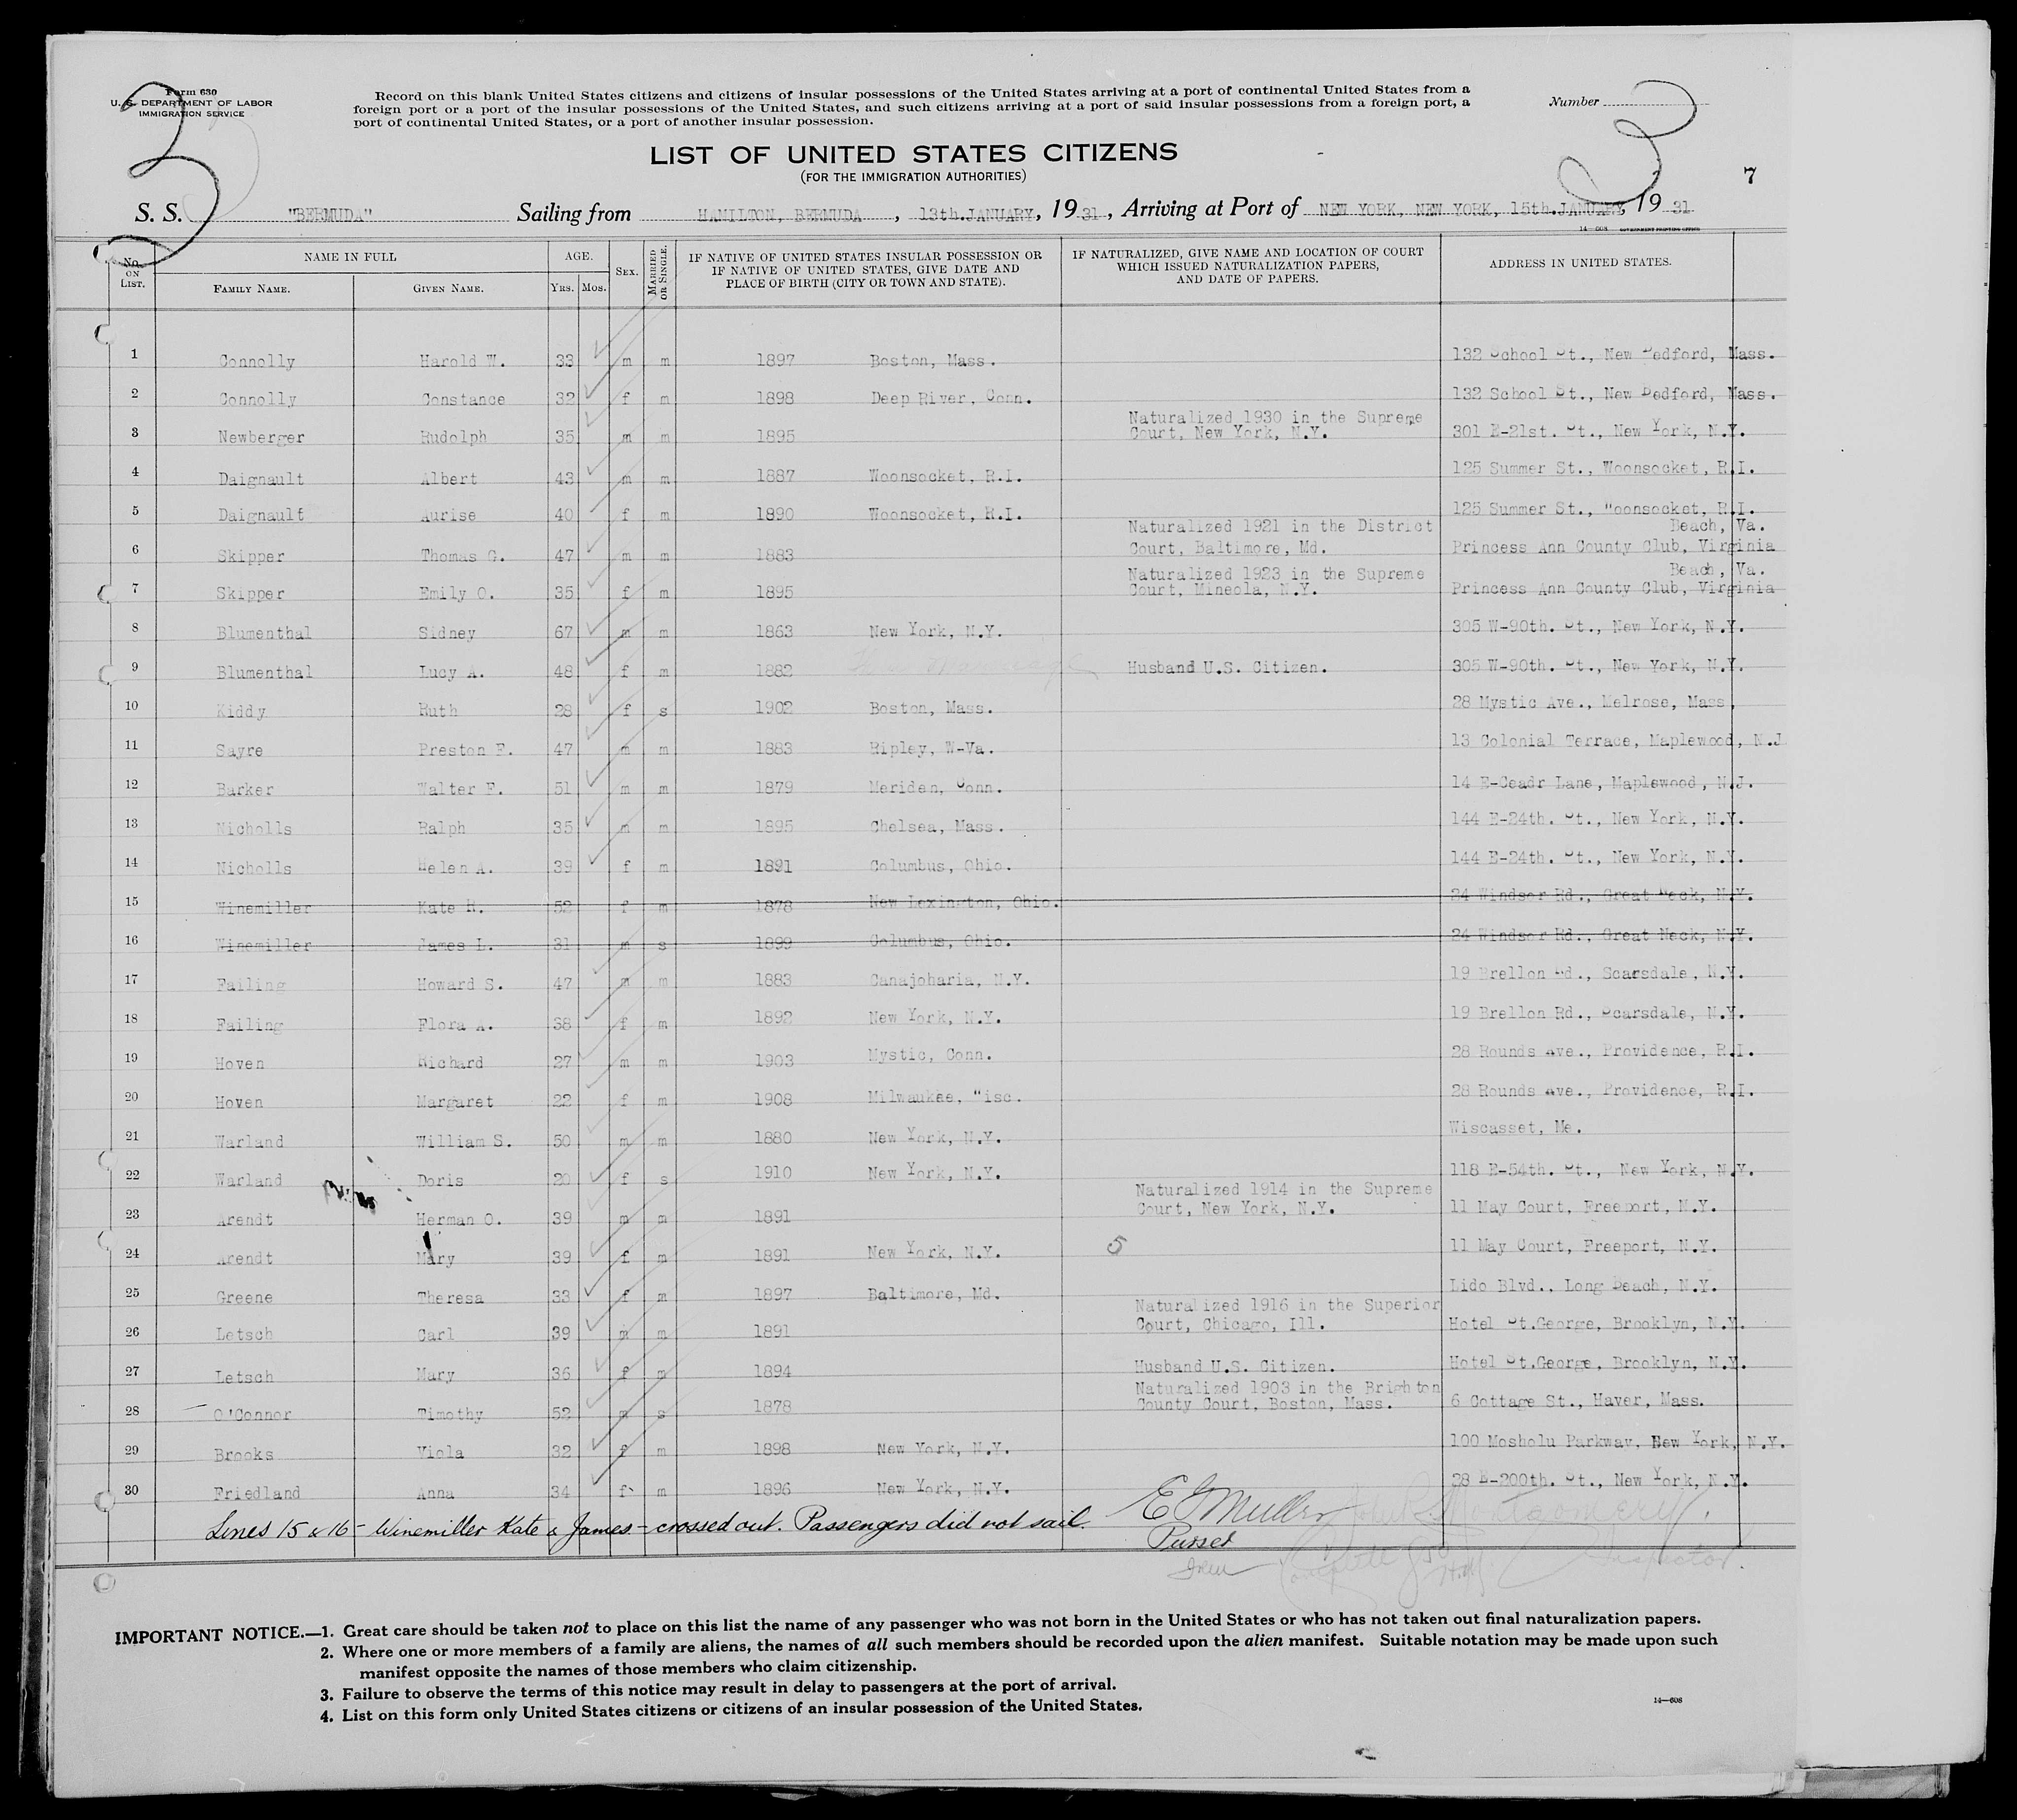 Form 630
U. S. DEPARTMENT OF LABOR
IMMIGRATION SERVICE
Record on this blank United States citizens and citizens of insular possessions of the United States arriving at a port of continental United States from a
foreign port or a port of the insular possessions of the United States, and such citizens arriving at a port of said insular possessions from a foreign port, a
port of continental United States, or a port of another insular possession.
Number
3
3
LIST OF UNITED STATES CITIZENS
(FOR THE IMMIGRATION AUTHORITIES)
7
S. S. "BERMUDA" Sailing from HAMILTON, BERMUDA, 13th.JANUARY, 1931, Arriving at Port of NEW YORK, NEW YORK, 15th.JANUARY, 19 31
14—608 GOVERNMENT PRINTING OFFICE
No. ON LIST. NAME IN FULL FAMILY NAME. GIVEN NAME. AGE. YRS. MOS. SEX. MARRIED OR SINGLE. IF NATIVE OF UNITED STATES INSULAR POSSESSION OR IF NATIVE OF UNITED STATES, GIVE DATE AND PLACE OF BIRTH (CITY OR TOWN AND STATE). IF NATURALIZED, GIVE NAME AND LOCATION OF COURT WHICH ISSUED NATURALIZATION PAPERS, AND DATE OF PAPERS. ADDRESS IN UNITED STATES.
1 Connolly Harold W. 33 m m 1897 Boston, Mass. 132 School St., New Bedford, Mass.
2 Connolly Constance 32 f m 1898 Deep River, Conn. 132 School St., New Bedford, Mass.
3 Newberger Rudolph 35 m m 1895 Naturalized 1930 in the Supreme Court, New York, N.Y. 301 E-21st. St., New York, N.Y.
4 Daignault Albert 43 m m 1887 Woonsocket, R.I. 125 Summer St., Woonsocket, R.I.
5 Daignault Aurise 40 f m 1890 Woonsocket, R.I. 125 Summer St., "oonsocket, R.I.
6 Skipper Thomas G. 47 m m 1883 Naturalized 1921 in the District Court, Baltimore, Md. Princess Ann County Club, Virginia Beach, Va.
7 Skipper Emily O. 35 f m 1895 Naturalized 1923 in the Supreme Court, Mineola, N.Y. Princess Ann County Club, Virginia Beach, Va.
8 Blumenthal Sidney 67 m m 1863 New York, N.Y. 305 W-90th. St., New York, N.Y.
9 Blumenthal Lucy A. 48 f m 1882 Husband U.S. Citizen. 305 W-90th. St., New York, N.Y.
10 Kiddy Ruth 28 f s 1902 Boston, Mass. 28 Mystic Ave., Melrose, Mass.
11 Sayre Preston F. 47 m m 1883 Ripley, W-Va. 13 Colonial Terrace, Maplewood, N.J
12 Barker Walter F. 51 m m 1879 Meriden, Conn. 14 E-Ceadr Lane, Maplewood, N.J.
13 Nicholls Ralph 35 m m 1895 Chelsea, Mass. 144 E-24th. St., New York, N.Y.
14 Nicholls Helen A. 39 f m 1891 Columbus, Ohio. 144 E-24th. St., New York, N.Y.
15 Winemiller Kate R. 52 f m 1878 New Lexington, Ohio. 24 Windsor Rd., Great Neck, N.Y.
16 Winemiller James L. 31 m s 1899 Columbus, Ohio. 24 Windsor Rd., Great Neck, N.Y.
17 Failing Howard S. 47 m m 1883 Canajoharia, N.Y. 19 Brellon Rd., Scarsdale, N.Y.
18 Failing Flora A. 38 f m 1892 New York, N.Y. 19 Brellon Rd., Scarsdale, N.Y.
19 Hoven Richard 27 m m 1903 Mystic, Conn. 28 Rounds Ave., Providence, R.I.
20 Hoven Margaret 22 f m 1908 Milwaukee, "isc. 28 Rounds Ave., Providence, R.I.
21 Warland William S. 50 m m 1880 New York, N.Y. Wiscasset, Me.
22 Warland Doris 20 f s 1910 New York, N.Y. 118 E-54th. St., New York, N.Y.
23 Arendt Herman O. 39 m m 1891 Naturalized 1914 in the Supreme Court, New York, N.Y. 11 May Court, Freeport, N.Y.
24 Arendt Mary 39 f m 1891 New York, N.Y. 5 11 May Court, Freeport, N.Y.
25 Greene Theresa 33 f m 1897 Baltimore, Md. Lido Blvd., Long Beach, N.Y.
26 Letsch Carl 39 m m 1891 Naturalized 1916 in the Superior Court, Chicago, Ill. Hotel St.George, Brooklyn, N.Y.
27 Letsch Mary 36 f m 1894 Husband U.S. Citizen. Hotel St.George, Brooklyn, N.Y.
28 O'Connor Timothy 52 m s 1878 Naturalized 1903 in the Brighton County Court, Boston, Mass. 6 Cottage St., Haver, Mass.
29 Brooks Viola 32 f m 1898 New York, N.Y. 100 Mosholu Parkway, New York, N.Y.
30 Friedland Anna 34 f m 1896 New York, N.Y. 28 E-200th. St., New York, N.Y.
Lines 15 & 16 - Winemiller Kate & James - crossed out. Passengers did not sail. E G Muller
Purser
John R. Montgomery.
Inspector.
IMPORTANT NOTICE.—1. Great care should be taken not to place on this list the name of any passenger who was not born in the United States or who has not taken out final naturalization papers.
2. Where one or more members of a family are aliens, the names of all such members should be recorded upon the alien manifest. Suitable notation may be made upon such
manifest opposite the names of those members who claim citizenship.
3. Failure to observe the terms of this notice may result in delay to passengers at the port of arrival.
4. List on this form only United States citizens or citizens of an insular possession of the United States.
14—608